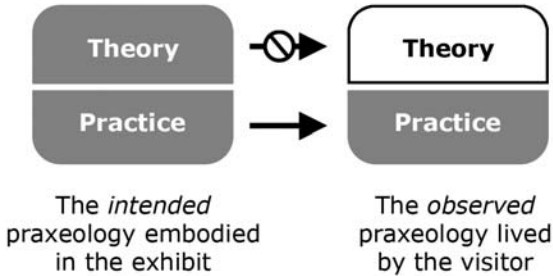 Theory
Theory
Practice
Practice
The intended
praxeology embodied
in the exhibit
The observed
praxeology lived
by the visitor